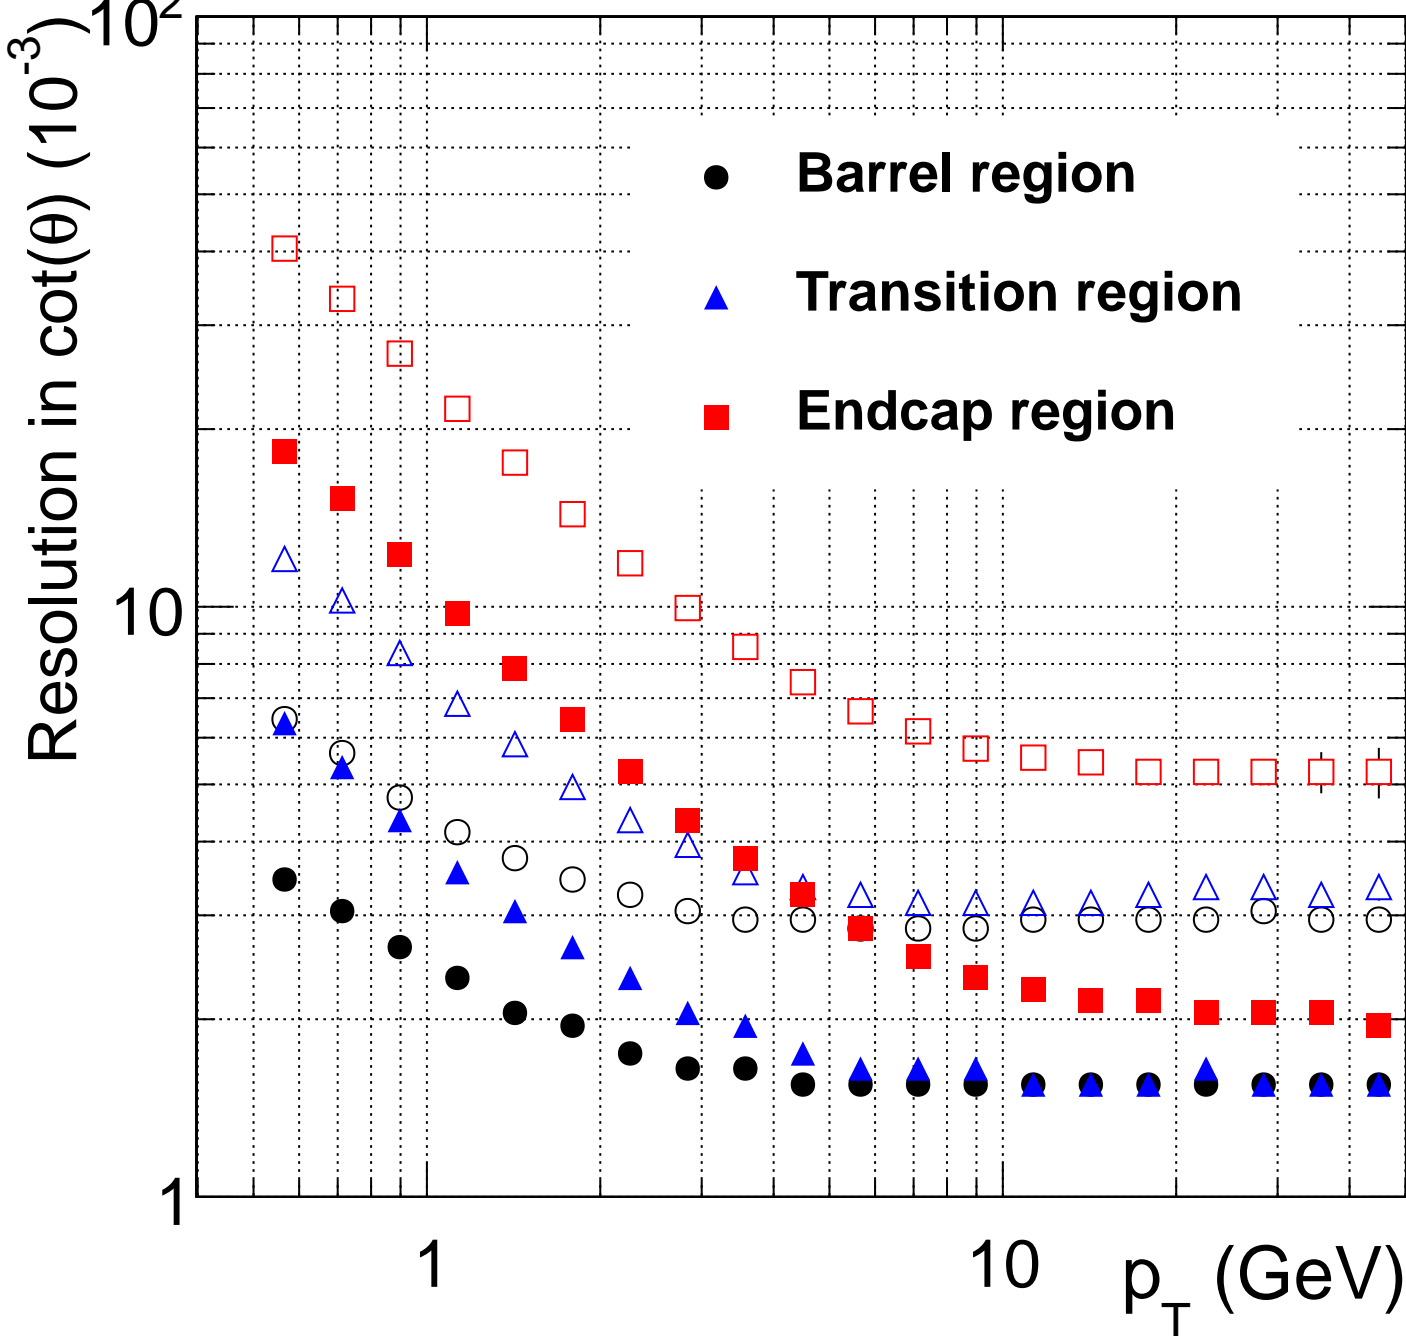 Resolution in cot(θ) (10⁻³)
10²
10
1
Barrel region
Transition region
Endcap region
1
10
p_T (GeV)